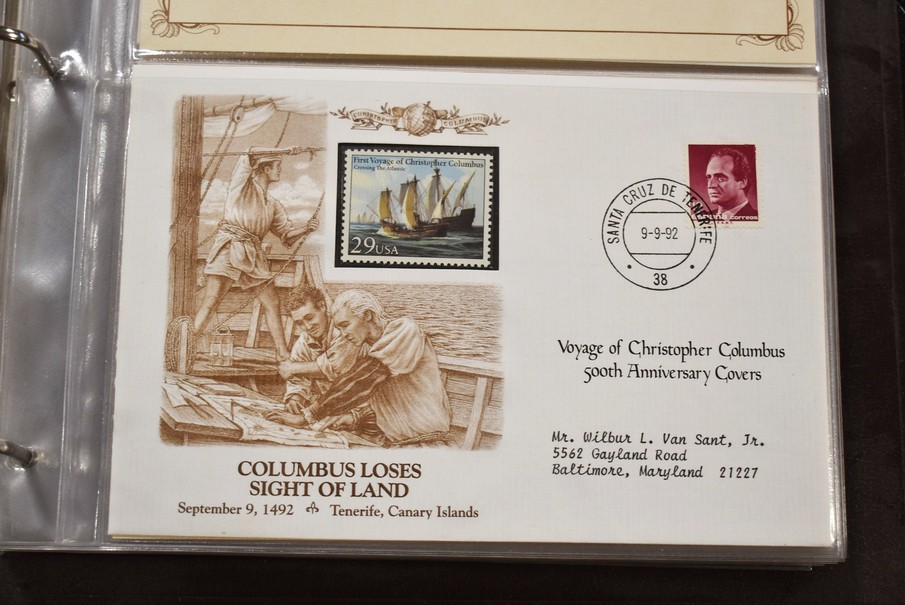 CHRISTOPHER COLUMBUS
First Voyage of Christopher Columbus
Crossing The Atlantic
29USA
SANTA CRUZ DE TENERIFE
9-9-92
38
ESPAÑA correos
Voyage of Christopher Columbus
500th Anniversary Covers
Mr. Wilbur L. Van Sant, Jr.
5562 Gayland Road
Baltimore, Maryland 21227
COLUMBUS LOSES
SIGHT OF LAND
September 9, 1492 Tenerife, Canary Islands